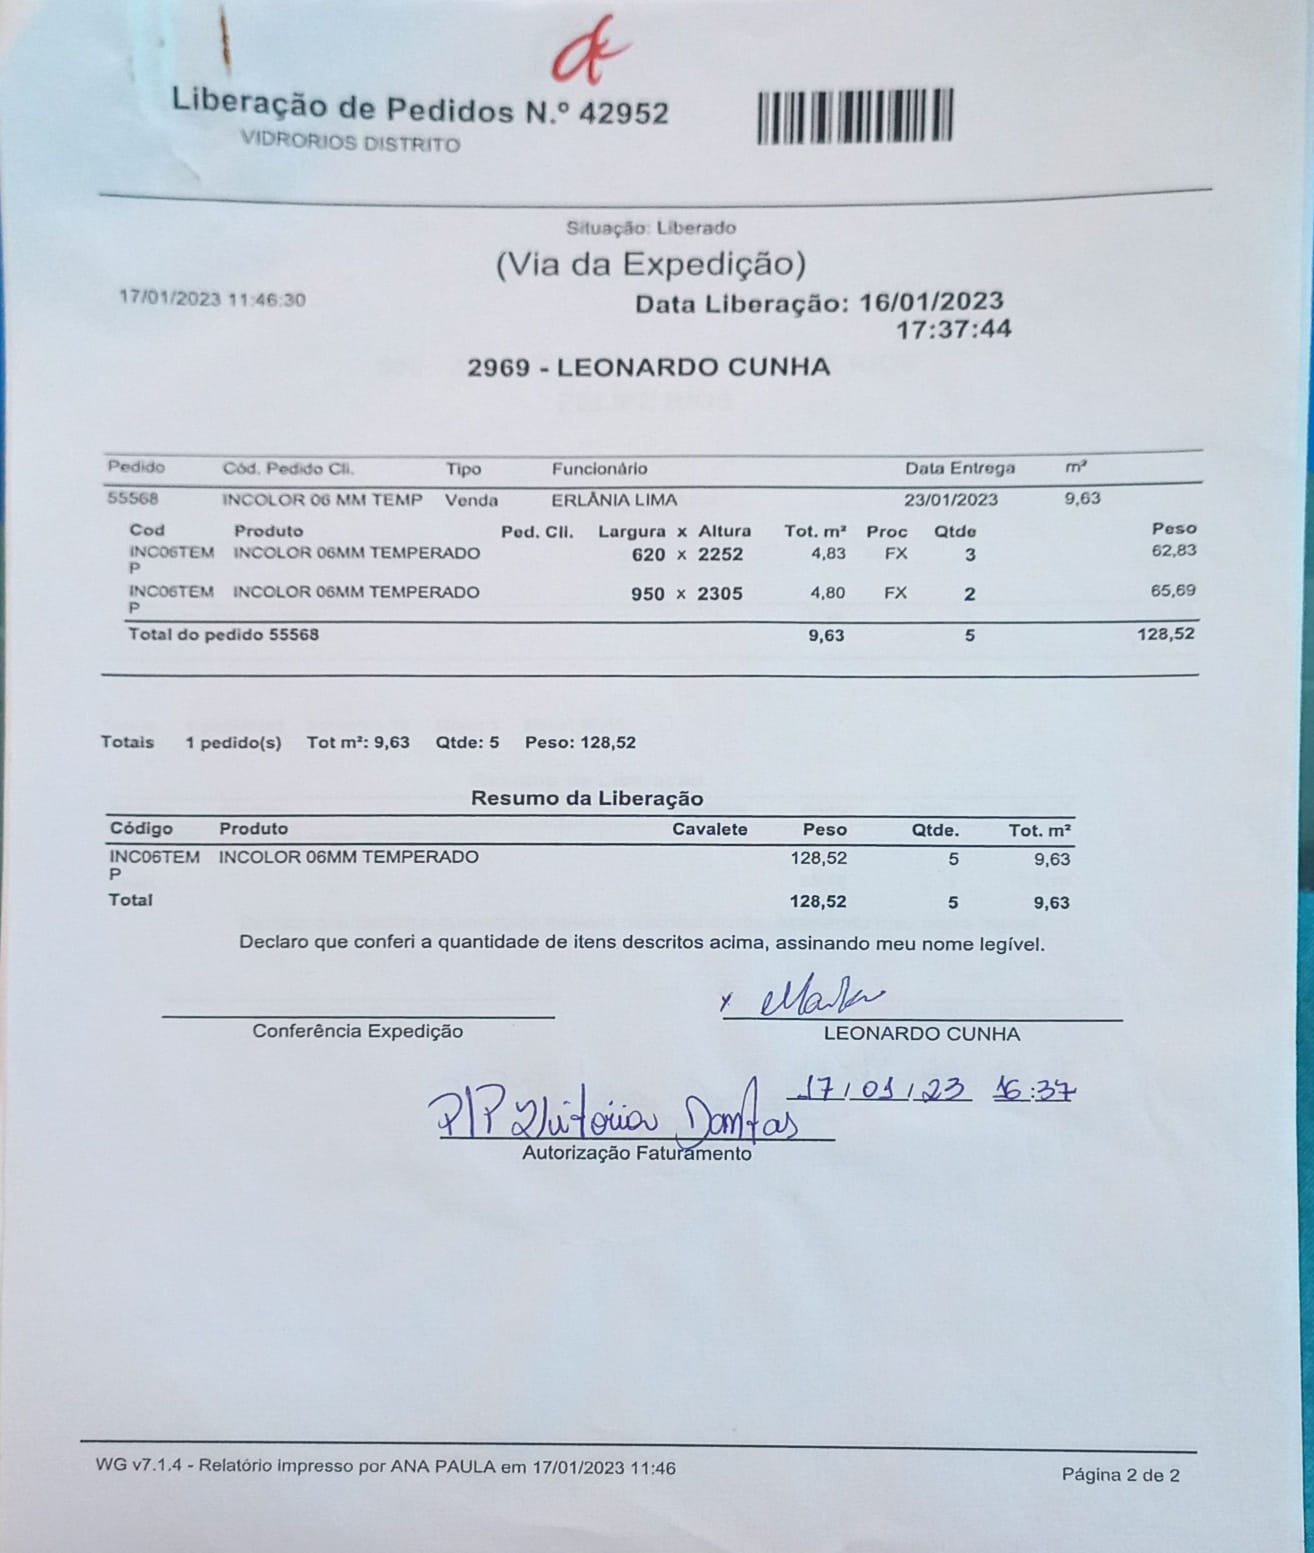 Liberação de Pedidos N.º 42952
VIDRORIOS DISTRITO
Situação: Liberado
(Via da Expedição)
17/01/2023 11:46:30
Data Liberação: 16/01/2023
17:37:44
2969 - LEONARDO CUNHA
Pedido Cód. Pedido Cli. Tipo Funcionário Data Entrega m²
55568 INCOLOR 06 MM TEMP Venda ERLÂNIA LIMA 23/01/2023 9,63
Cod Produto Ped. Cli. Largura x Altura Tot. m² Proc Qtde Peso
INC06TEM INCOLOR 06MM TEMPERADO 620 x 2252 4,83 FX 3 62,83
P
INC06TEM INCOLOR 06MM TEMPERADO 950 x 2305 4,80 FX 2 65,69
P
Total do pedido 55568 9,63 5 128,52
Totais 1 pedido(s) Tot m²: 9,63 Qtde: 5 Peso: 128,52
Resumo da Liberação
Código Produto Cavalete Peso Qtde. Tot. m²
INC06TEM INCOLOR 06MM TEMPERADO 128,52 5 9,63
P
Total 128,52 5 9,63
Declaro que conferi a quantidade de itens descritos acima, assinando meu nome legível.
x
Conferência Expedição LEONARDO CUNHA
17/01/23 16:37
P/P Vitória Dantas
Autorização Faturamento
WG v7.1.4 - Relatório impresso por ANA PAULA em 17/01/2023 11:46
Página 2 de 2